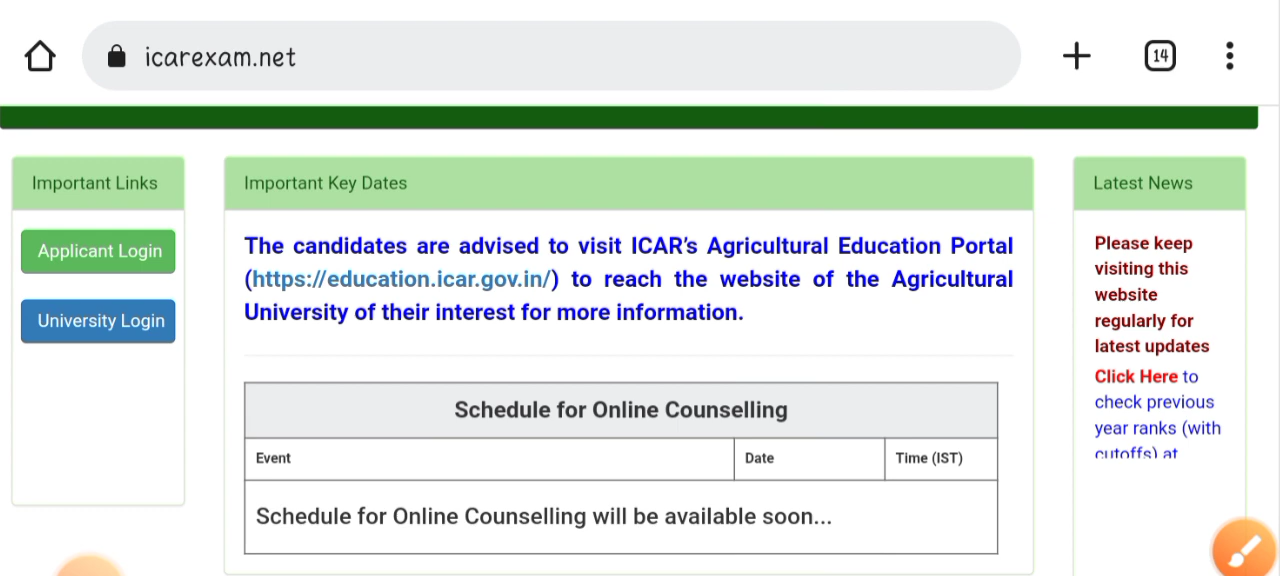 icarexam.net
14
Important Links
Applicant Login
University Login
Important Key Dates
The candidates are advised to visit ICAR's Agricultural Education Portal
(https://education.icar.gov.in/) to reach the website of the Agricultural
University of their interest for more information.
Schedule for Online Counselling
Event Date Time (IST)
Schedule for Online Counselling will be available soon...
Latest News
Please keep
visiting this
website
regularly for
latest updates
Click Here to
check previous
year ranks (with
cutoffs) at